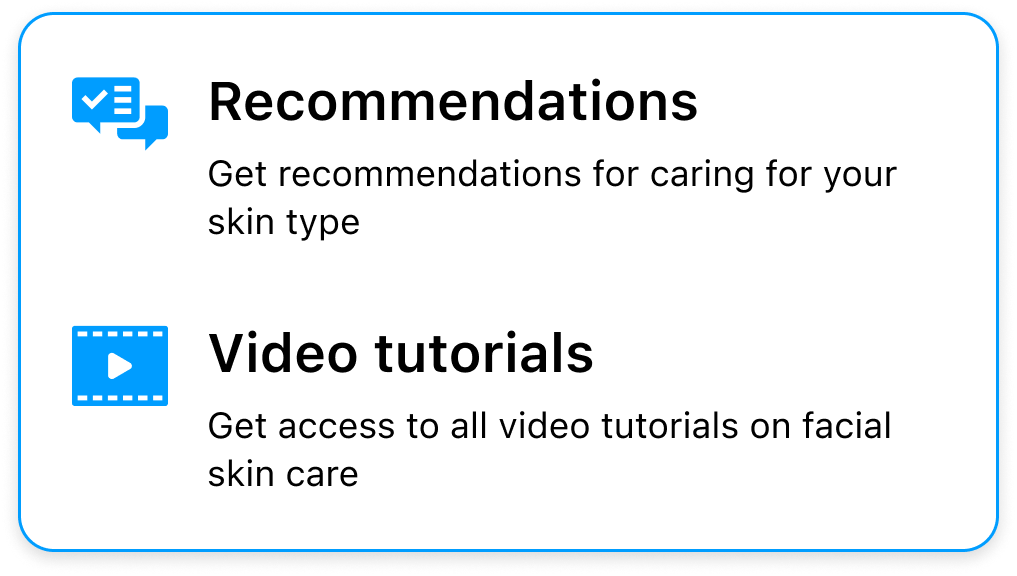 Recommendations
Get recommendations for caring for your
skin type
Video tutorials
Get access to all video tutorials on facial
skin care